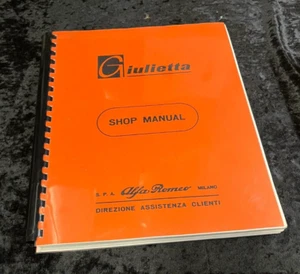 Giulietta
SHOP MANUAL
S.P.A. Alfa-Romeo MILANO
DIREZIONE ASSISTENZA CLIENTI